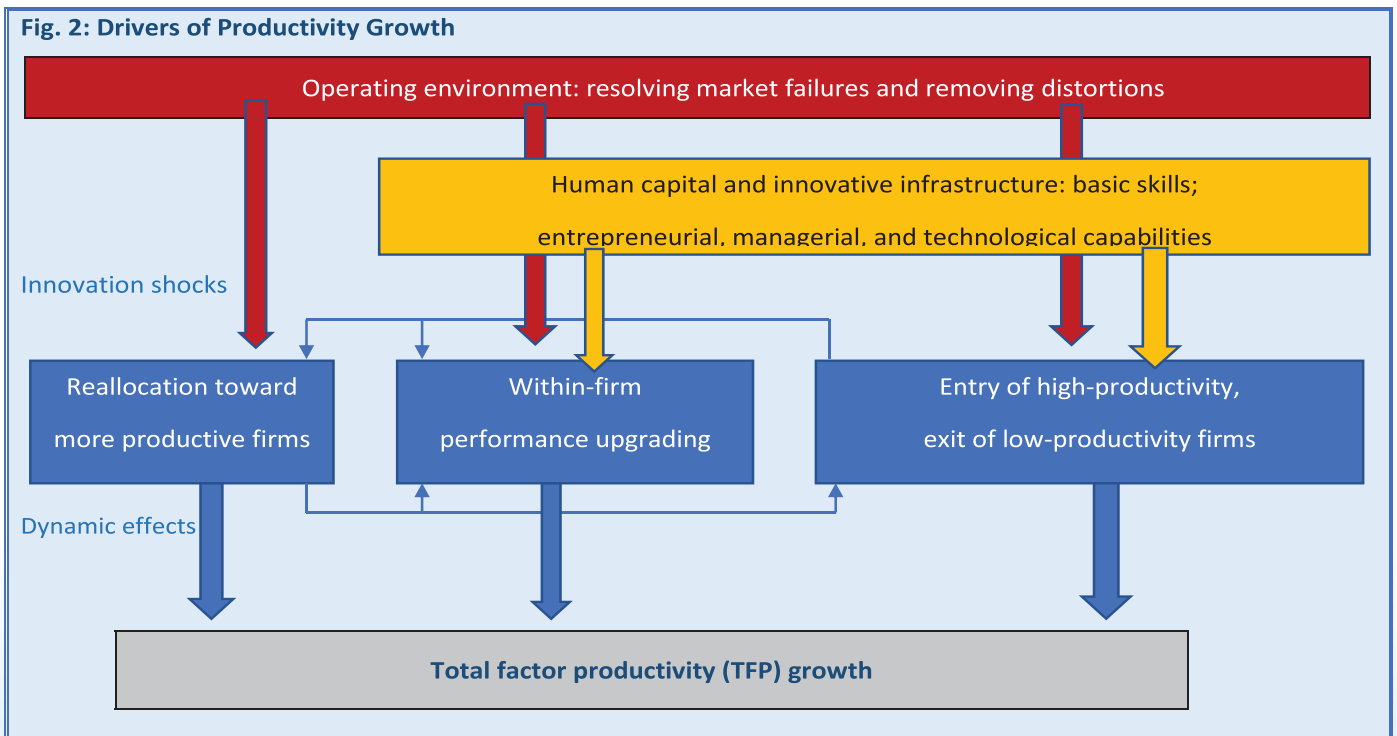 Fig. 2: Drivers of Productivity Growth
Operating environment: resolving market failures and removing distortions
Human capital and innovative infrastructure: basic skills;
entrepreneurial, managerial, and technological capabilities
Innovation shocks
Reallocation toward
more productive firms
Within-firm
performance upgrading
Entry of high-productivity,
exit of low-productivity firms
Dynamic effects
Total factor productivity (TFP) growth